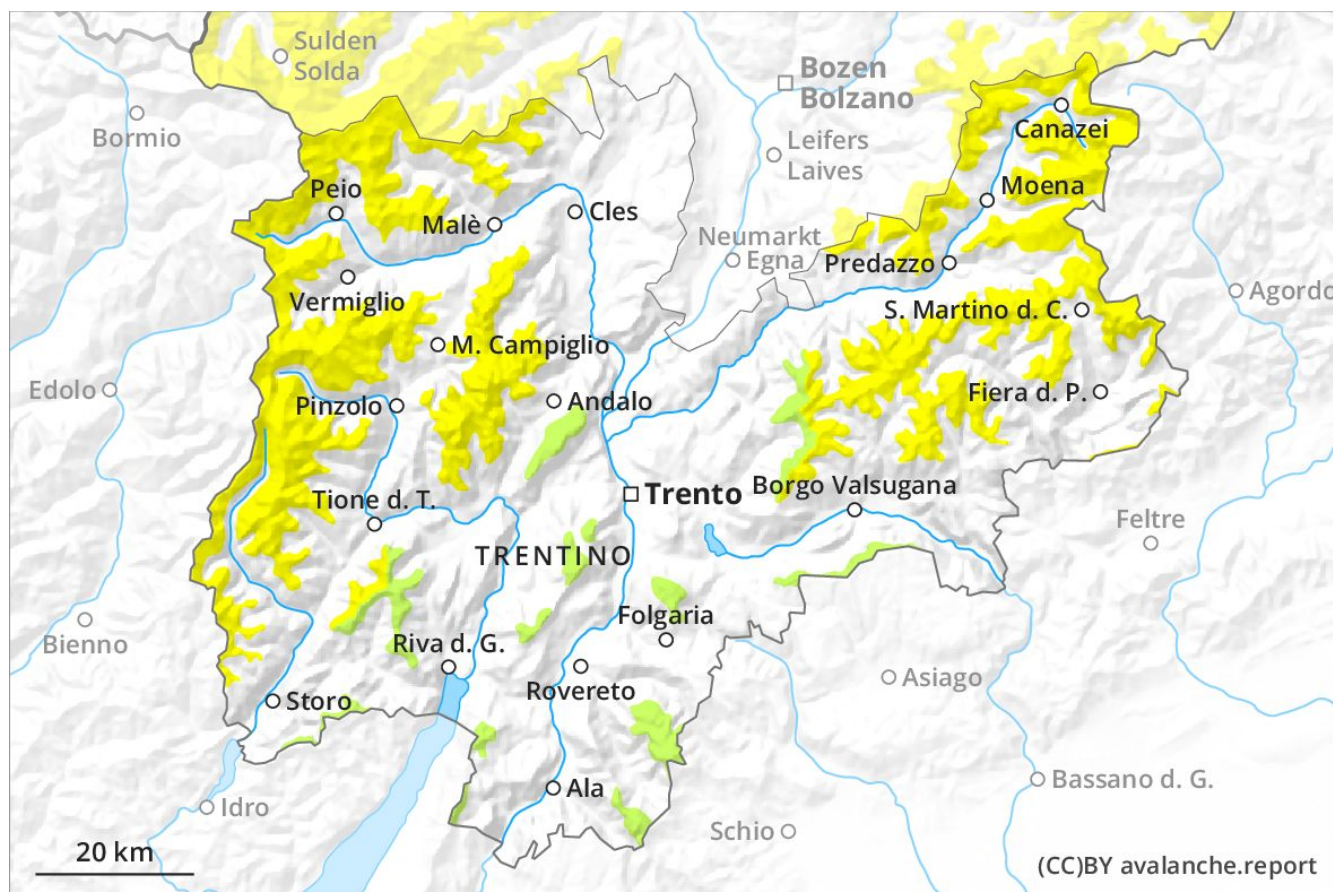 Sulden
Solda
Bozen
Bolzano
Bormio
Canazei
Leifers
Laives
Peio
Moena
Malè
Cles
Neumarkt
Egna
Predazzo
Vermiglio
Agordo
S. Martino d. C.
M. Campiglio
Edolo
Pinzolo
Andalo
Fiera d. P.
Trento
Borgo Valsugana
Tione d. T.
Feltre
TRENTINO
Folgaria
Bienno
Riva d. G.
Asiago
Rovereto
Storo
Bassano d. G.
Ala
Idro
Schio
20 km
(CC)BY avalanche.report